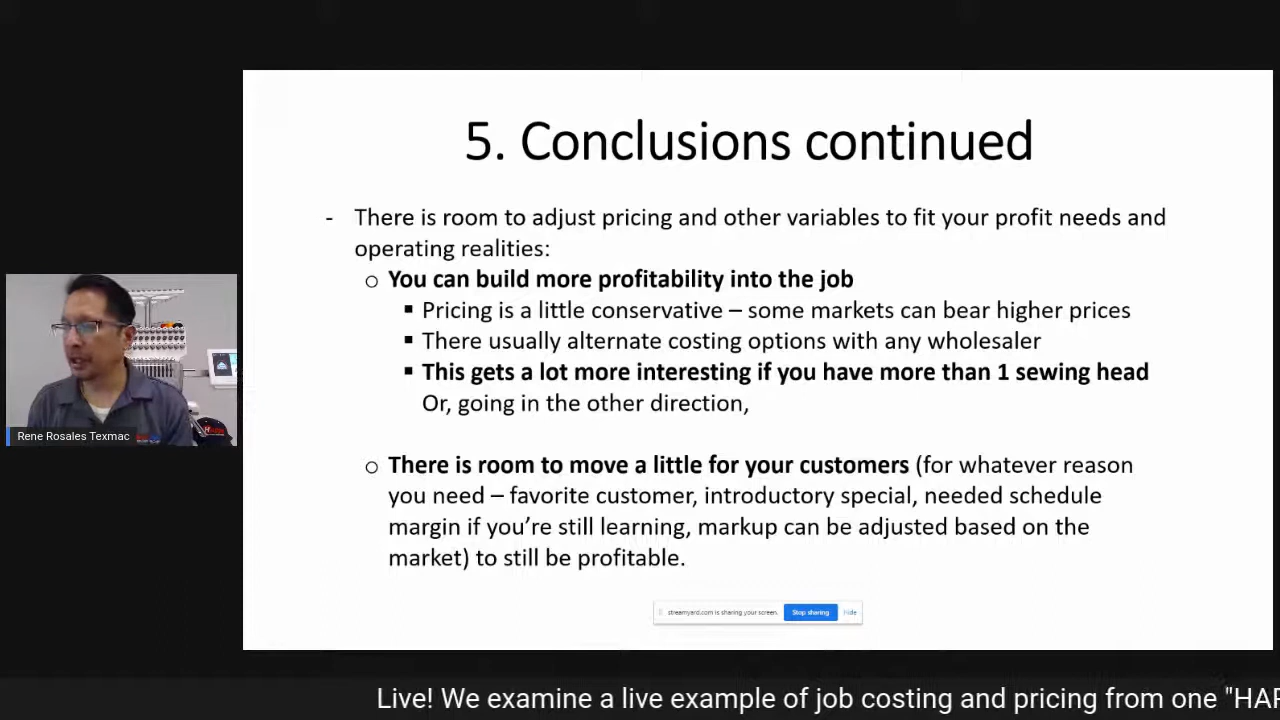 5. Conclusions continued
- There is room to adjust pricing and other variables to fit your profit needs and
operating realities:
o You can build more profitability into the job
▪ Pricing is a little conservative – some markets can bear higher prices
▪ There usually alternate costing options with any wholesaler
▪ This gets a lot more interesting if you have more than 1 sewing head
Or, going in the other direction,
o There is room to move a little for your customers (for whatever reason
you need – favorite customer, introductory special, needed schedule
margin if you're still learning, markup can be adjusted based on the
market) to still be profitable.
Rene Rosales Texmac
streamyard.com is sharing your screen. Stop sharing Hide
Live! We examine a live example of job costing and pricing from one "HAP